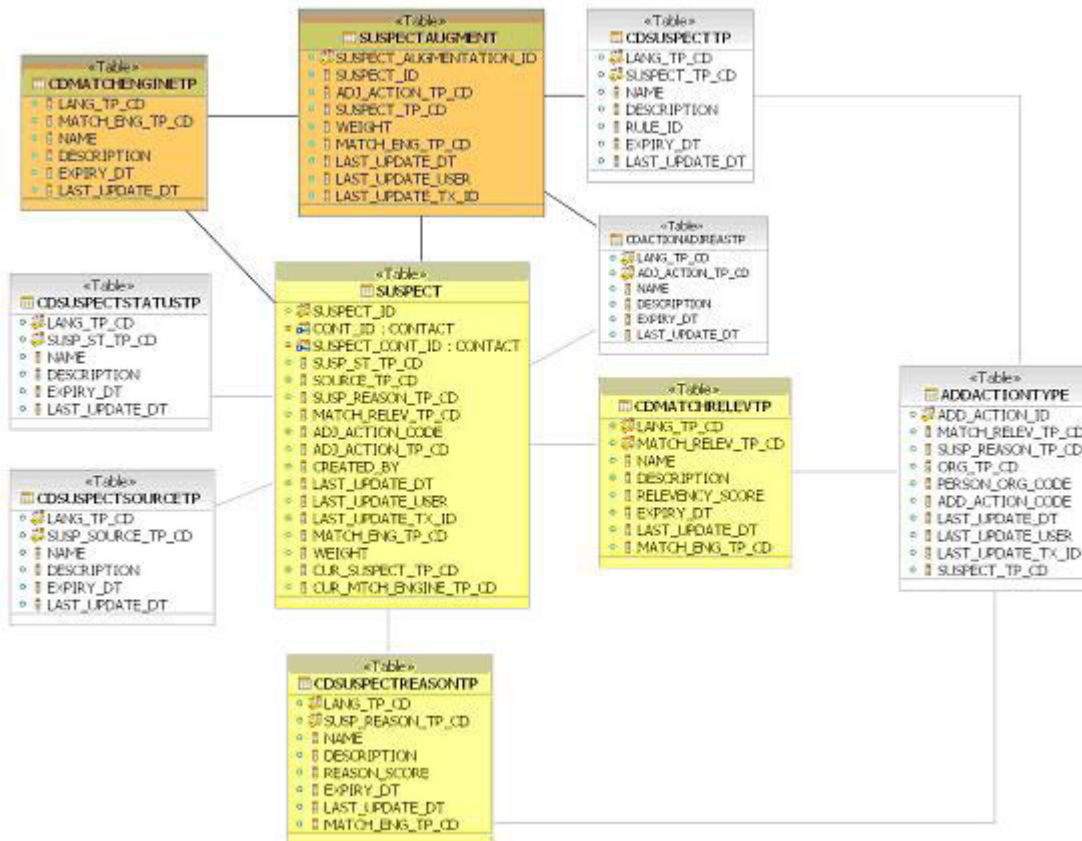 «Table»
SUSPECTAUGMENT
SUSPECT_AUGMENTATION_ID
SUSPECT_ID
ADJ_ACTION_TP_CD
SUSPECT_TP_CD
WEIGHT
MATCH_ENG_TP_CD
LAST_UPDATE_DT
LAST_UPDATE_USER
LAST_UPDATE_TX_ID
«Table»
CDSUSPECTTP
LANG_TP_CD
SUSPECT_TP_CD
NAME
DESCRIPTION
RULE_ID
EXPIRY_DT
LAST_UPDATE_DT
«Table»
CDMATCHENGINETP
LANG_TP_CD
MATCH_ENG_TP_CD
NAME
DESCRIPTION
EXPIRY_DT
LAST_UPDATE_DT
«Table»
CDACTIONADJREASTP
LANG_TP_CD
ADJ_ACTION_TP_CD
NAME
DESCRIPTION
EXPIRY_DT
LAST_UPDATE_DT
«Table»
CDSUSPECTSTATUSTP
LANG_TP_CD
SUSP_ST_TP_CD
NAME
DESCRIPTION
EXPIRY_DT
LAST_UPDATE_DT
«Table»
SUSPECT
SUSPECT_ID
CONT_ID : CONTACT
SUSPECT_CONT_ID : CONTACT
SUSP_ST_TP_CD
SOURCE_TP_CD
SUSP_REASON_TP_CD
MATCH_RELEV_TP_CD
ADJ_ACTION_CODE
ADJ_ACTION_TP_CD
CREATED_BY
LAST_UPDATE_DT
LAST_UPDATE_USER
LAST_UPDATE_TX_ID
MATCH_ENG_TP_CD
WEIGHT
CUR_SUSPECT_TP_CD
CUR_MTCH_ENGINE_TP_CD
«Table»
CDMATCHRELEVTP
LANG_TP_CD
MATCH_RELEV_TP_CD
NAME
DESCRIPTION
RELEVENCY_SCORE
EXPIRY_DT
LAST_UPDATE_DT
MATCH_ENG_TP_CD
«Table»
ADDACTIONTYPE
ADD_ACTION_ID
MATCH_RELEV_TP_CD
SUSP_REASON_TP_CD
ORG_TP_CD
PERSON_ORG_CODE
ADD_ACTION_CODE
LAST_UPDATE_DT
LAST_UPDATE_USER
LAST_UPDATE_TX_ID
SUSPECT_TP_CD
«Table»
CDSUSPECTSOURCETP
LANG_TP_CD
SUSP_SOURCE_TP_CD
NAME
DESCRIPTION
EXPIRY_DT
LAST_UPDATE_DT
«Table»
CDSUSPECTREASONTP
LANG_TP_CD
SUSP_REASON_TP_CD
NAME
DESCRIPTION
REASON_SCORE
EXPIRY_DT
LAST_UPDATE_DT
MATCH_ENG_TP_CD